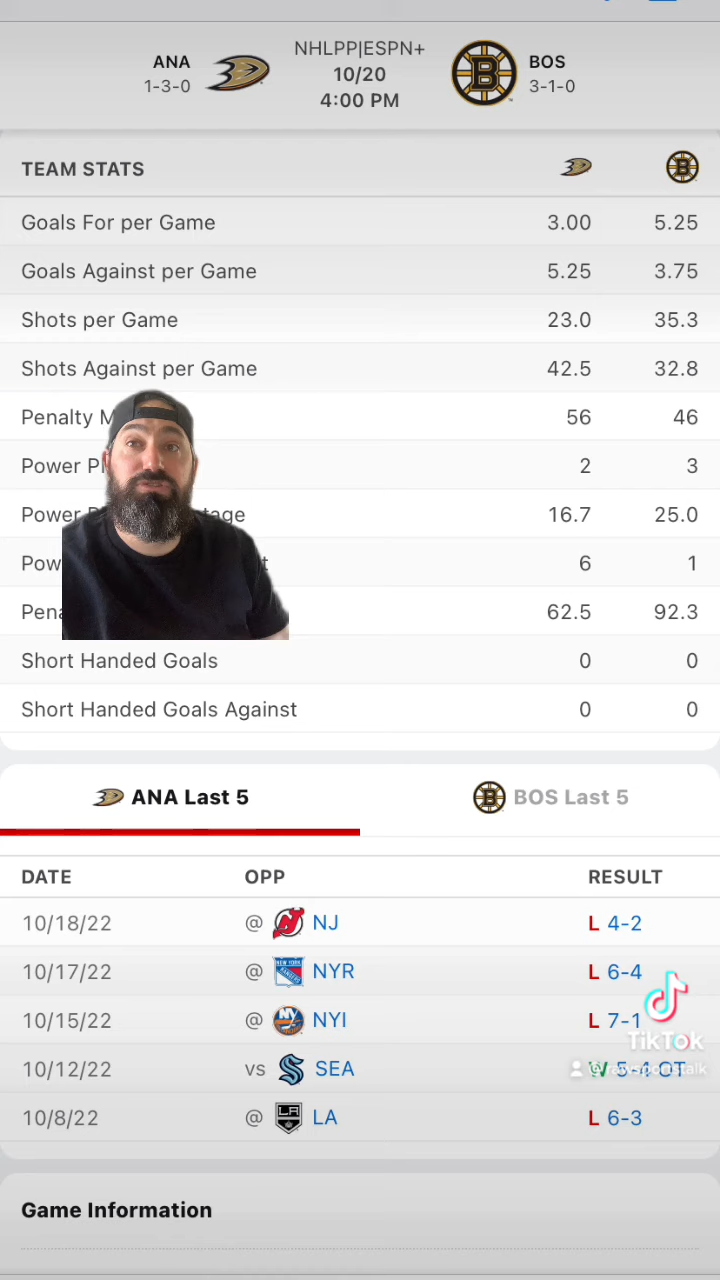 NHLPP|ESPN+
ANA
10/20
BOS
1-3-0
4:00 PM
3-1-0
TEAM STATS
Goals For per Game 3.00 5.25
Goals Against per Game 5.25 3.75
Shots per Game 23.0 35.3
Shots Against per Game 42.5 32.8
Penalty 56 46
Power 2 3
Power 16.7 25.0
6 1
62.5 92.3
Short Handed Goals 0 0
Short Handed Goals Against 0 0
ANA Last 5
BOS Last 5
DATE OPP RESULT
10/18/22 @ NJ L 4-2
10/17/22 @ NYR L 6-4
10/15/22 @ NYI L 7-1
TikTok
10/12/22 vs SEA W 5-4 OT
10/8/22 @ LA L 6-3
Game Information